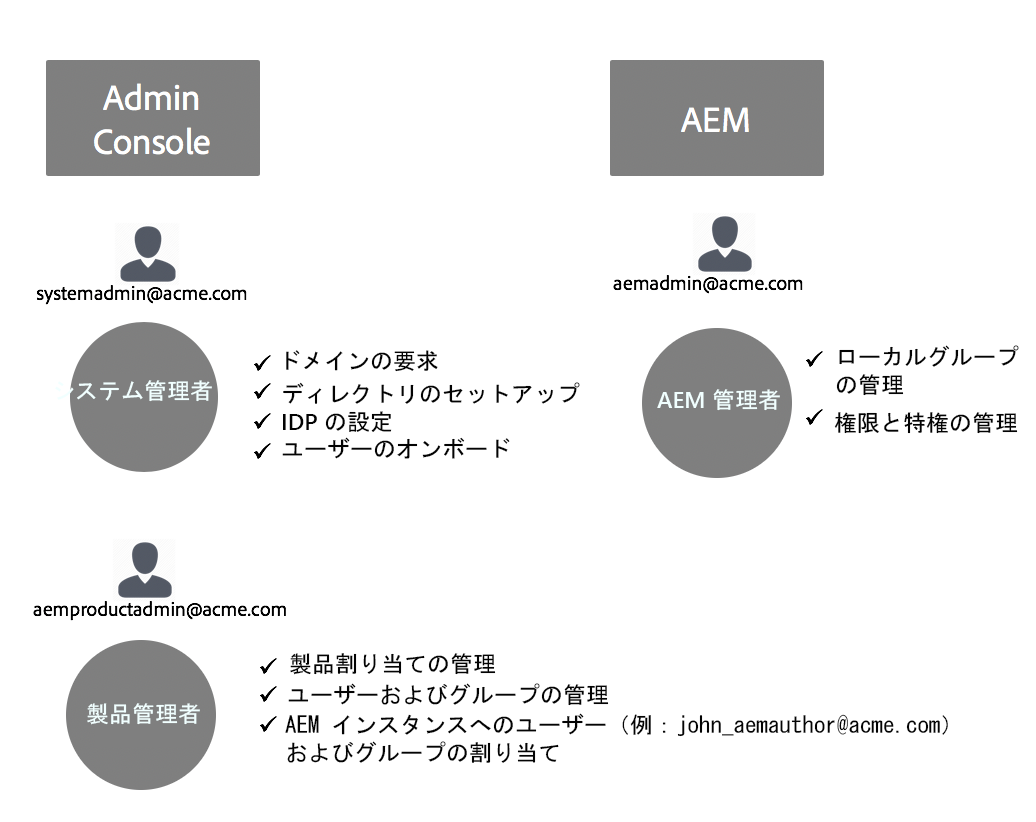 Admin
Console
AEM
systemadmin@acme.com
aemadmin@acme.com
システム管理者
ドメインの要求
ディレクトリのセットアップ
IDP の設定
ユーザーのオンボード
AEM 管理者
ローカルグループ
の管理
権限と特権の管理
aemproductadmin@acme.com
製品管理者
製品割り当ての管理
ユーザーおよびグループの管理
AEM インスタンスへのユーザー（例：john_aemauthor@acme.com）
およびグループの割り当て